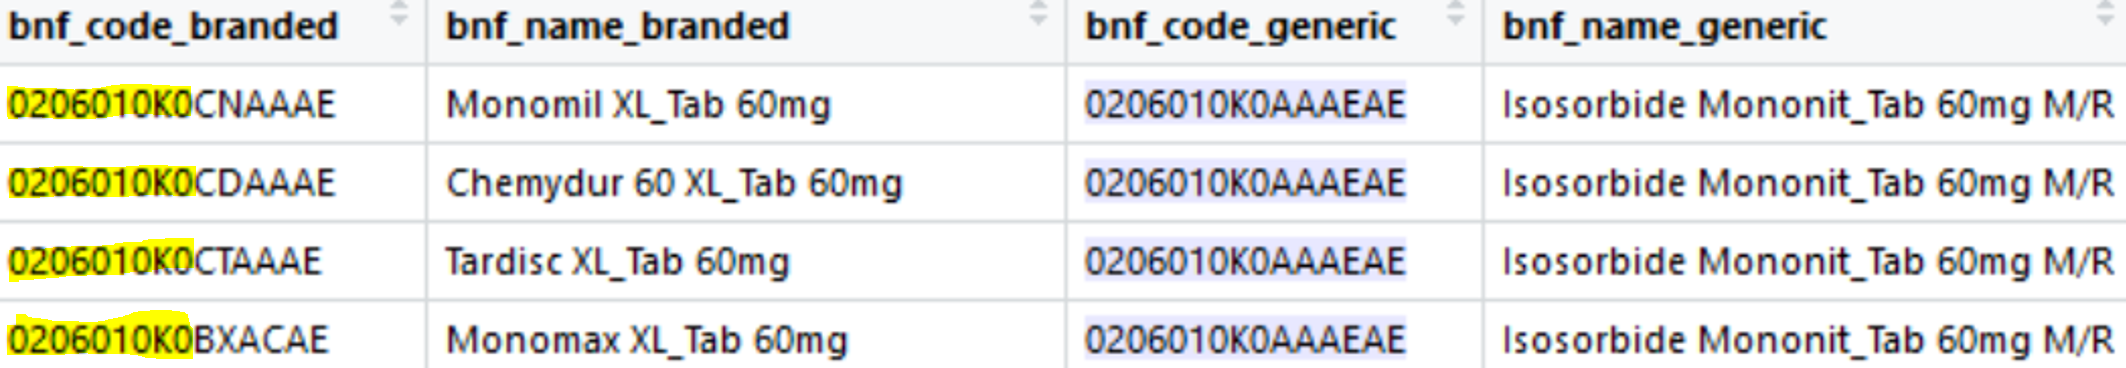 bnf_code_branded bnf_name_branded bnf_code_generic bnf_name_generic
0206010K0CNAAAE Monomil XL_Tab 60mg 0206010K0AAAEAE Isosorbide Mononit_Tab 60mg M/R
0206010K0CDAAAE Chemydur 60 XL_Tab 60mg 0206010K0AAAEAE Isosorbide Mononit_Tab 60mg M/R
0206010K0CTAAAE Tardisc XL_Tab 60mg 0206010K0AAAEAE Isosorbide Mononit_Tab 60mg M/R
0206010K0BXACAE Monomax XL_Tab 60mg 0206010K0AAAEAE Isosorbide Mononit_Tab 60mg M/R